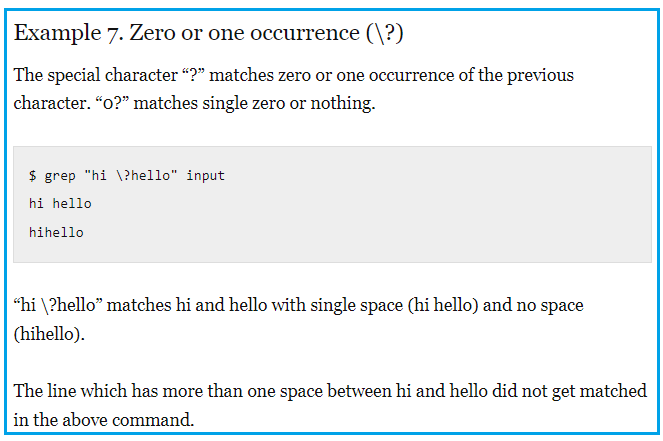 Example 7. Zero or one occurrence (\?)
The special character “?” matches zero or one occurrence of the previous
character. “0?” matches single zero or nothing.
$ grep "hi \?hello" input
hi hello
hihello
“hi \?hello” matches hi and hello with single space (hi hello) and no space
(hihello).
The line which has more than one space between hi and hello did not get matched
in the above command.